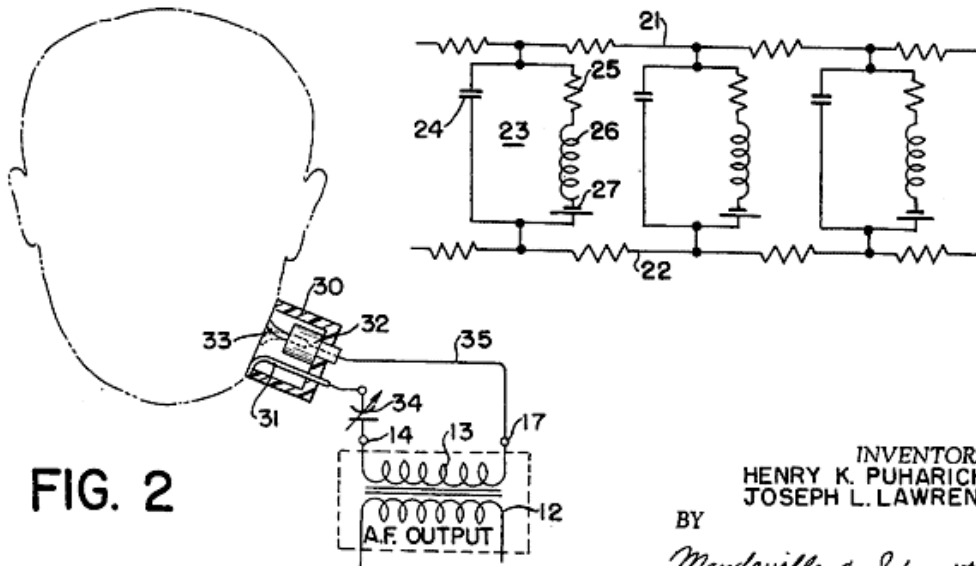 21
25
24
23
26
27
22
30
32
33
35
31
34
14
13
17
12
A.F. OUTPUT
FIG. 2
INVENTOR
HENRY K. PUHARICH
JOSEPH L. LAWREN
BY